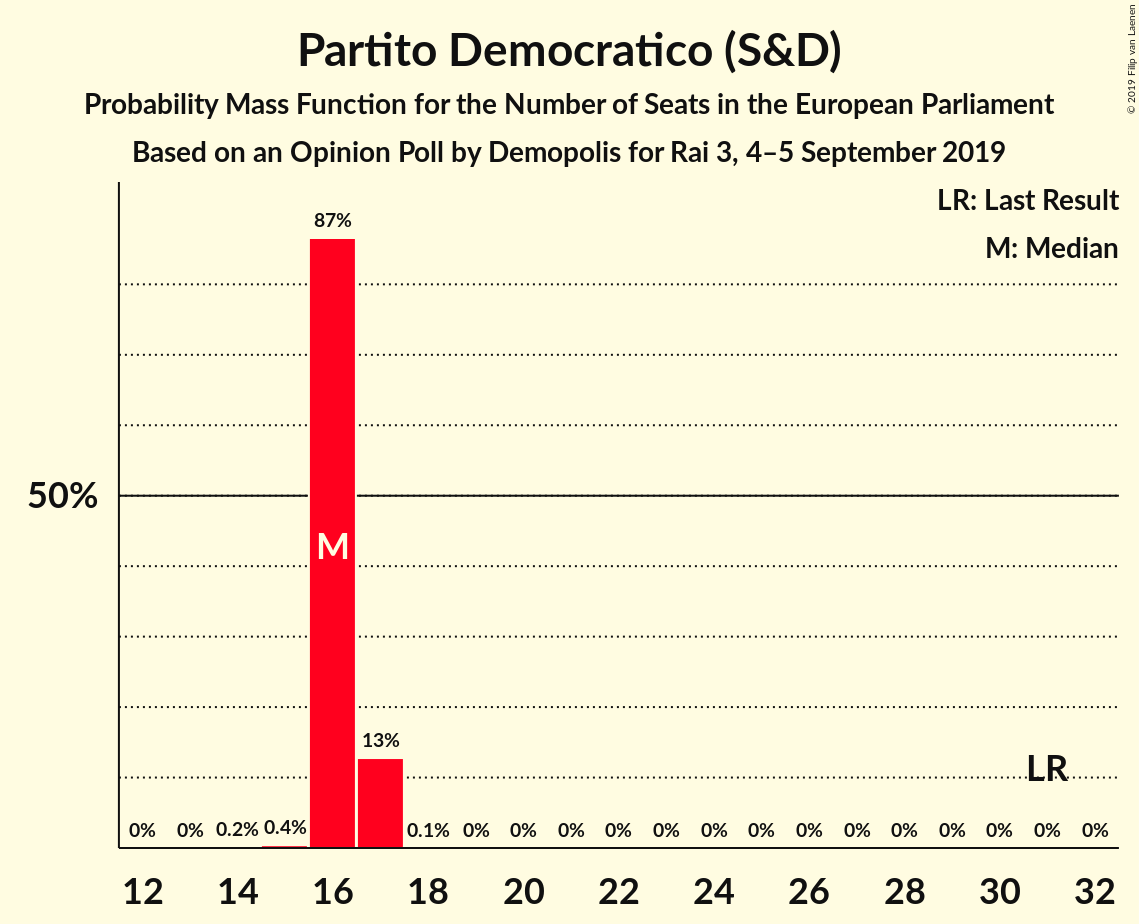 Partito Democratico (S&D)
Probability Mass Function for the Number of Seats in the European Parliament
Based on an Opinion Poll by Demopolis for Rai 3, 4–5 September 2019
© 2019 Filip van Laenen
LR: Last Result
M: Median
87%
50%
M
13%
LR
0% 0% 0.2% 0.4% 0.1% 0% 0% 0% 0% 0% 0% 0% 0% 0% 0% 0% 0% 0% 0%
12 14 16 18 20 22 24 26 28 30 32